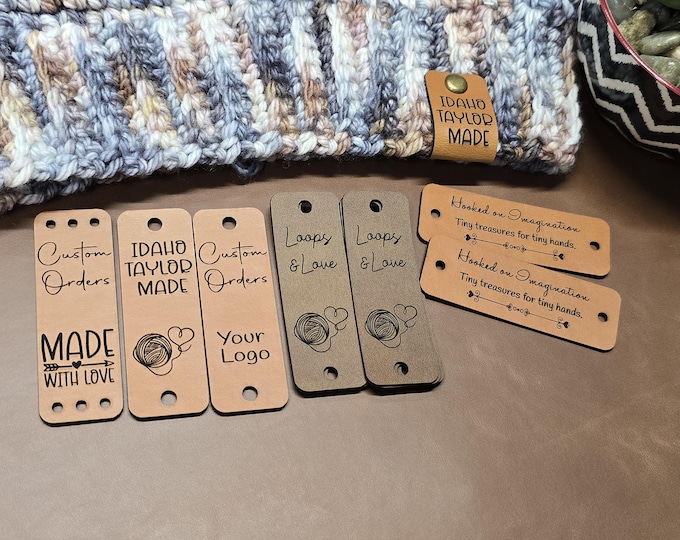 IDAHO
TAYLOR
MADE
Custom
Orders
MADE
WITH LOVE
IDAHO
TAYLOR
MADE
Custom
Orders
Your
Logo
Loops
& Love
Loops
& Love
Hooked on Imagination
Tiny treasures for tiny hands.
Hooked on Imagination
Tiny treasures for tiny hands.